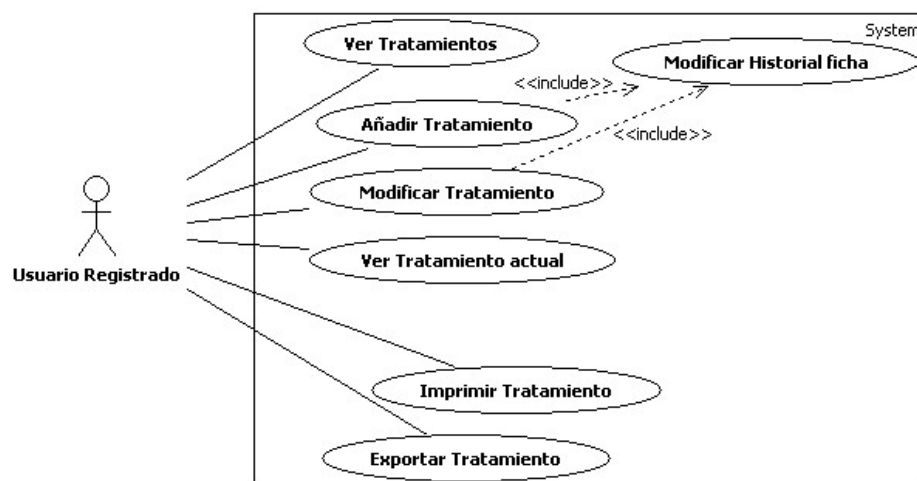 System
Ver Tratamientos
Modificar Historial ficha
<<include>>
Añadir Tratamiento
<<include>>
Modificar Tratamiento
Ver Tratamiento actual
Usuario Registrado
Imprimir Tratamiento
Exportar Tratamiento